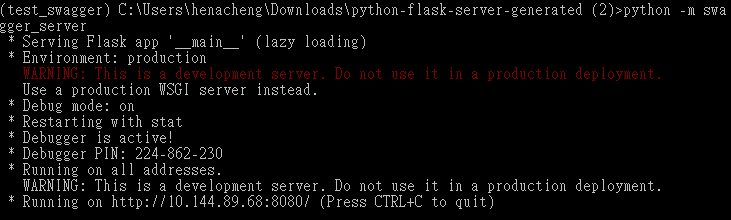 (test_swagger) C:\Users\henacheng\Downloads\python-flask-server-generated (2)>python -m swa
gger_server
 * Serving Flask app '__main__' (lazy loading)
 * Environment: production
   WARNING: This is a development server. Do not use it in a production deployment.
   Use a production WSGI server instead.
 * Debug mode: on
 * Restarting with stat
 * Debugger is active!
 * Debugger PIN: 224-862-230
 * Running on all addresses.
   WARNING: This is a development server. Do not use it in a production deployment.
 * Running on http://10.144.89.68:8080/ (Press CTRL+C to quit)